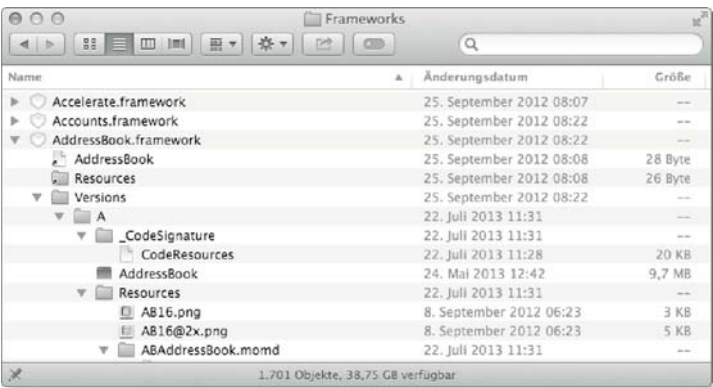 Frameworks
Name Änderungsdatum Größe
Accelerate.framework 25. September 2012 08:07 --
Accounts.framework 25. September 2012 08:22 --
AddressBook.framework 25. September 2012 08:22 --
AddressBook 25. September 2012 08:08 28 Byte
Resources 25. September 2012 08:08 26 Byte
Versions 25. September 2012 08:22 --
A 22. Juli 2013 11:31 --
_CodeSignature 22. Juli 2013 11:31 --
CodeResources 22. Juli 2013 11:28 20 KB
AddressBook 24. Mai 2013 12:42 9,7 MB
Resources 22. Juli 2013 11:31 --
AB16.png 8. September 2012 06:23 3 KB
AB16@2x.png 8. September 2012 06:23 5 KB
ABAddressBook.momd 22. Juli 2013 11:31 --
1.701 Objekte, 38,75 GB verfügbar